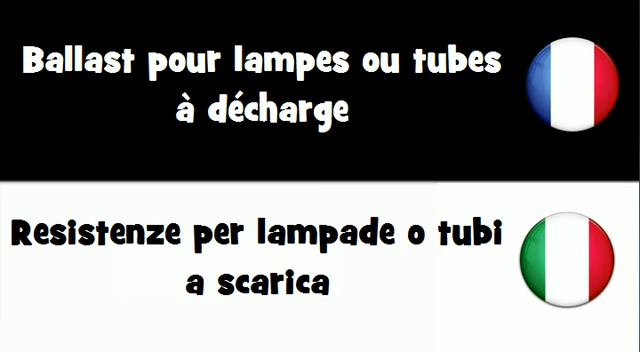 Ballast pour lampes ou tubes
à décharge
Resistenze per lampade o tubi
a scarica